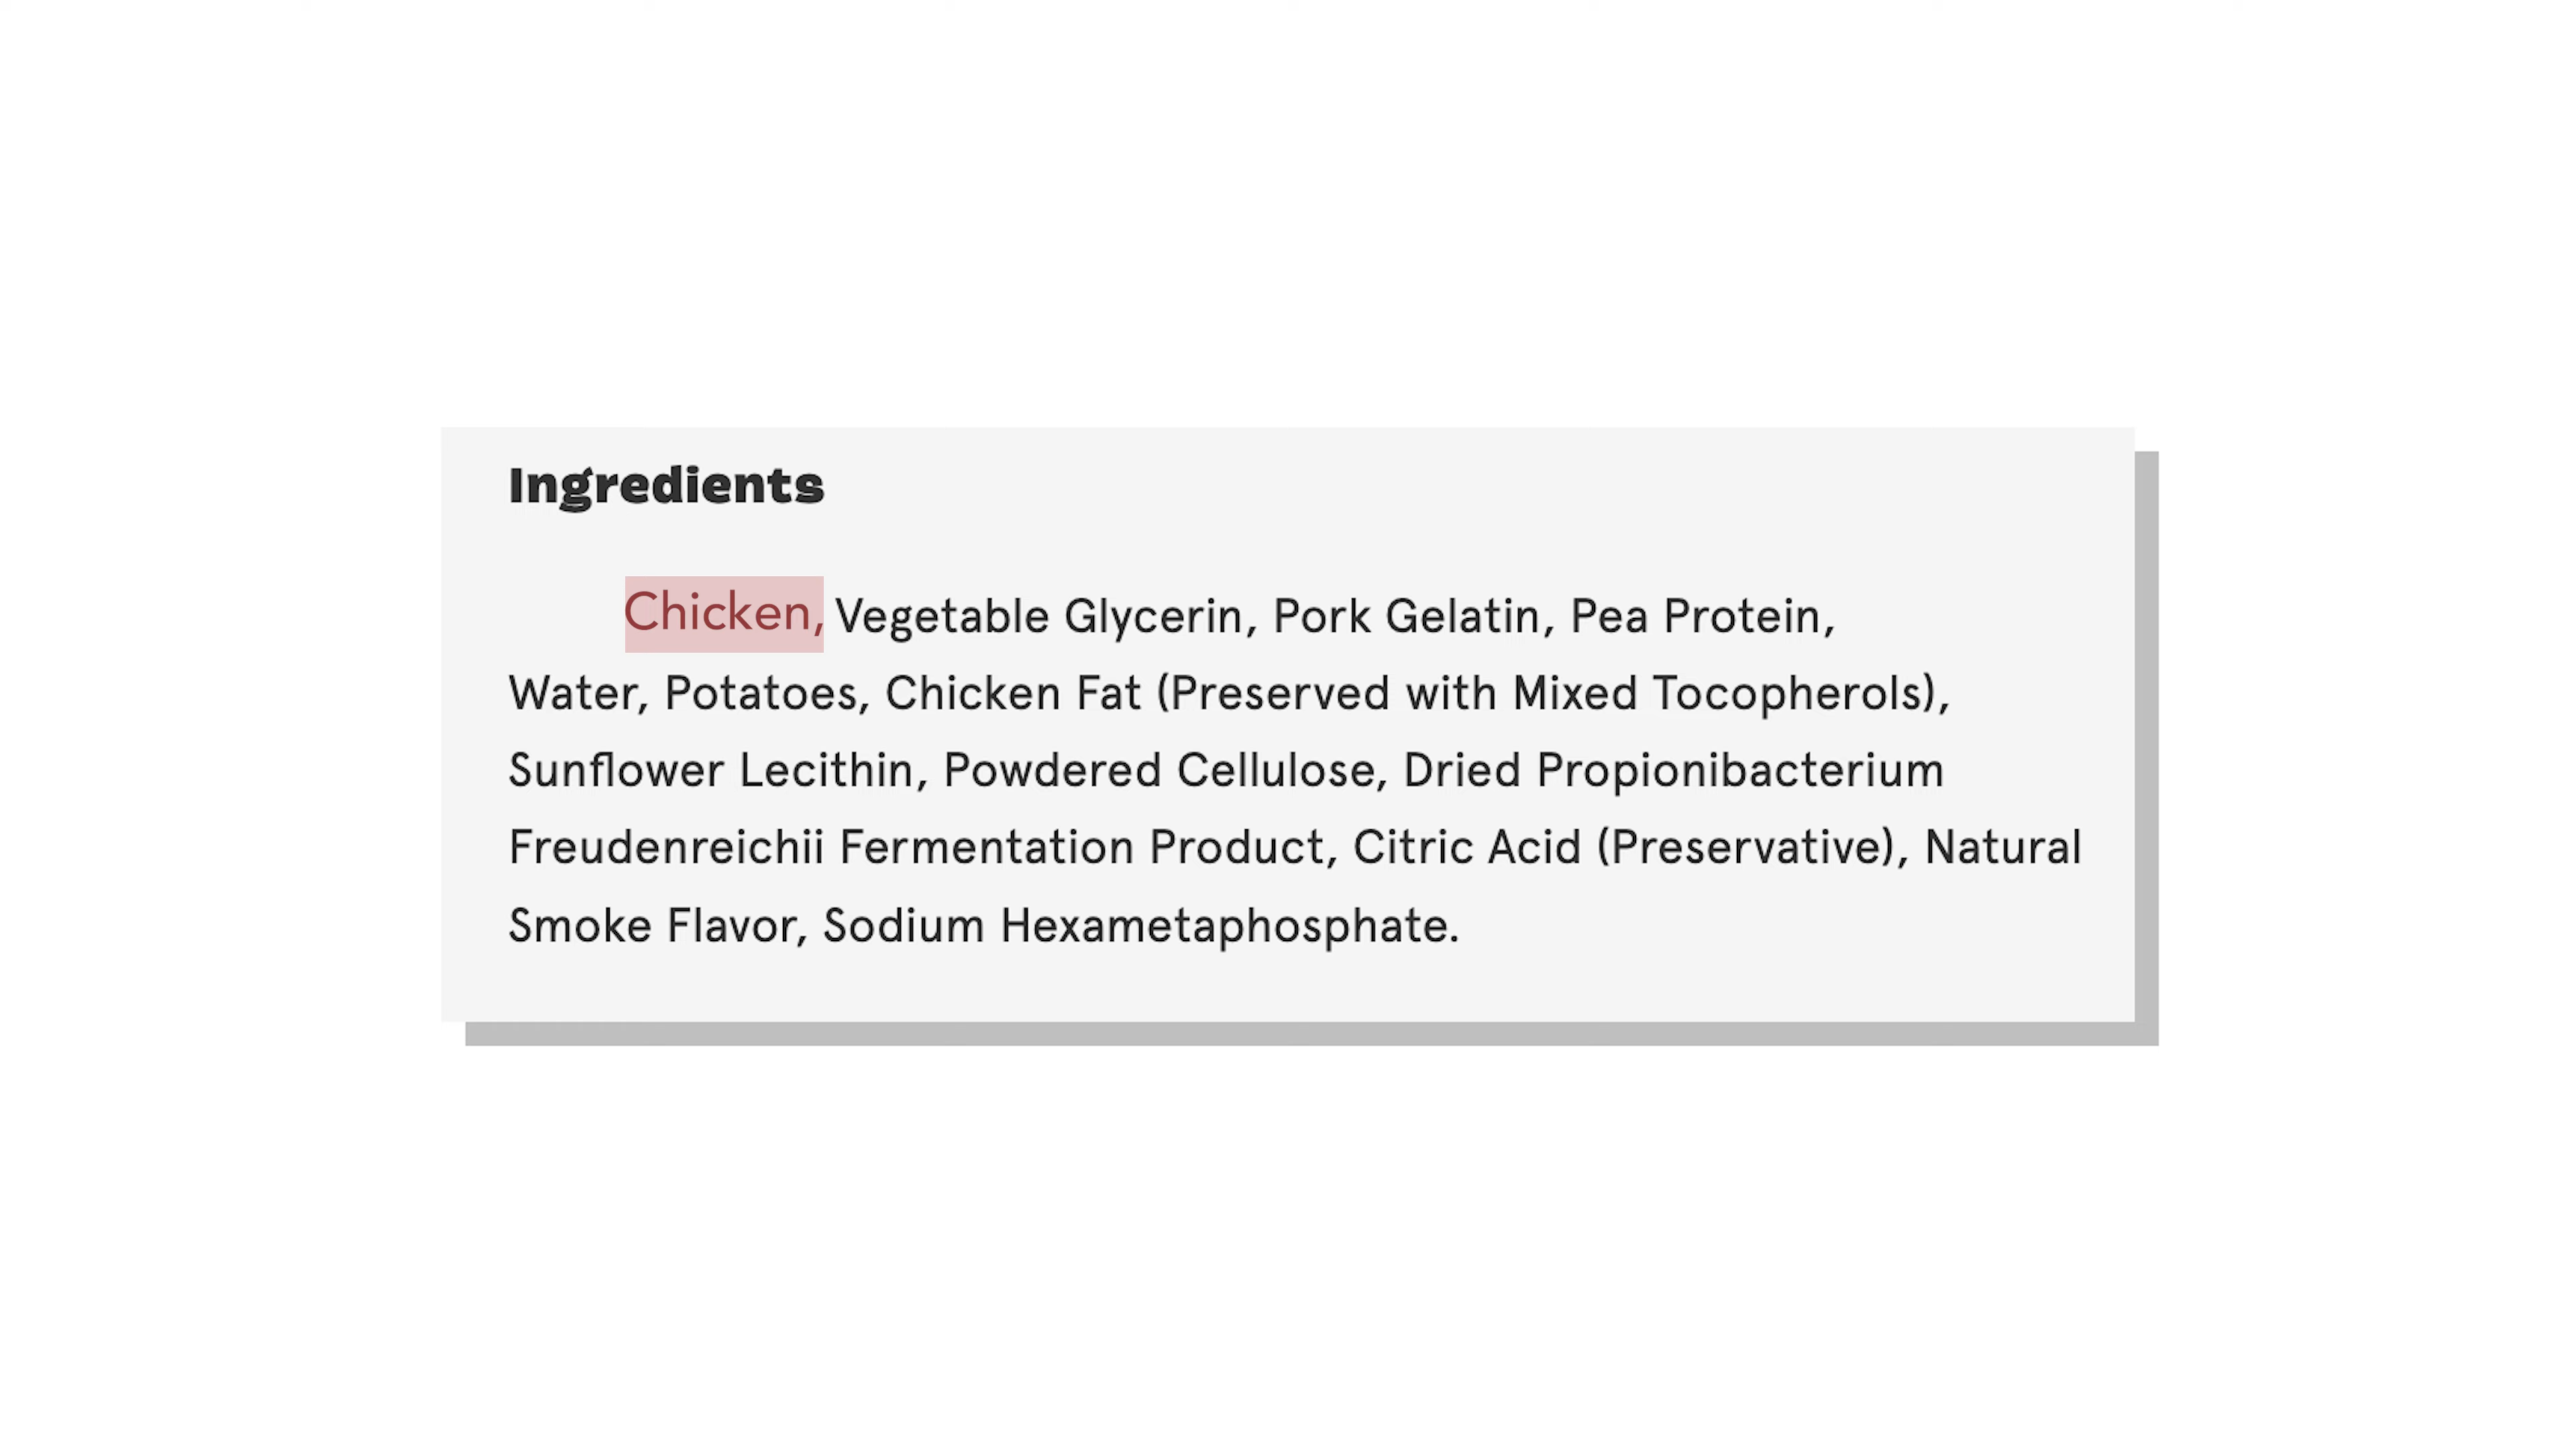 Ingredients
Chicken, Vegetable Glycerin, Pork Gelatin, Pea Protein,
Water, Potatoes, Chicken Fat (Preserved with Mixed Tocopherols),
Sunflower Lecithin, Powdered Cellulose, Dried Propionibacterium
Freudenreichii Fermentation Product, Citric Acid (Preservative), Natural
Smoke Flavor, Sodium Hexametaphosphate.